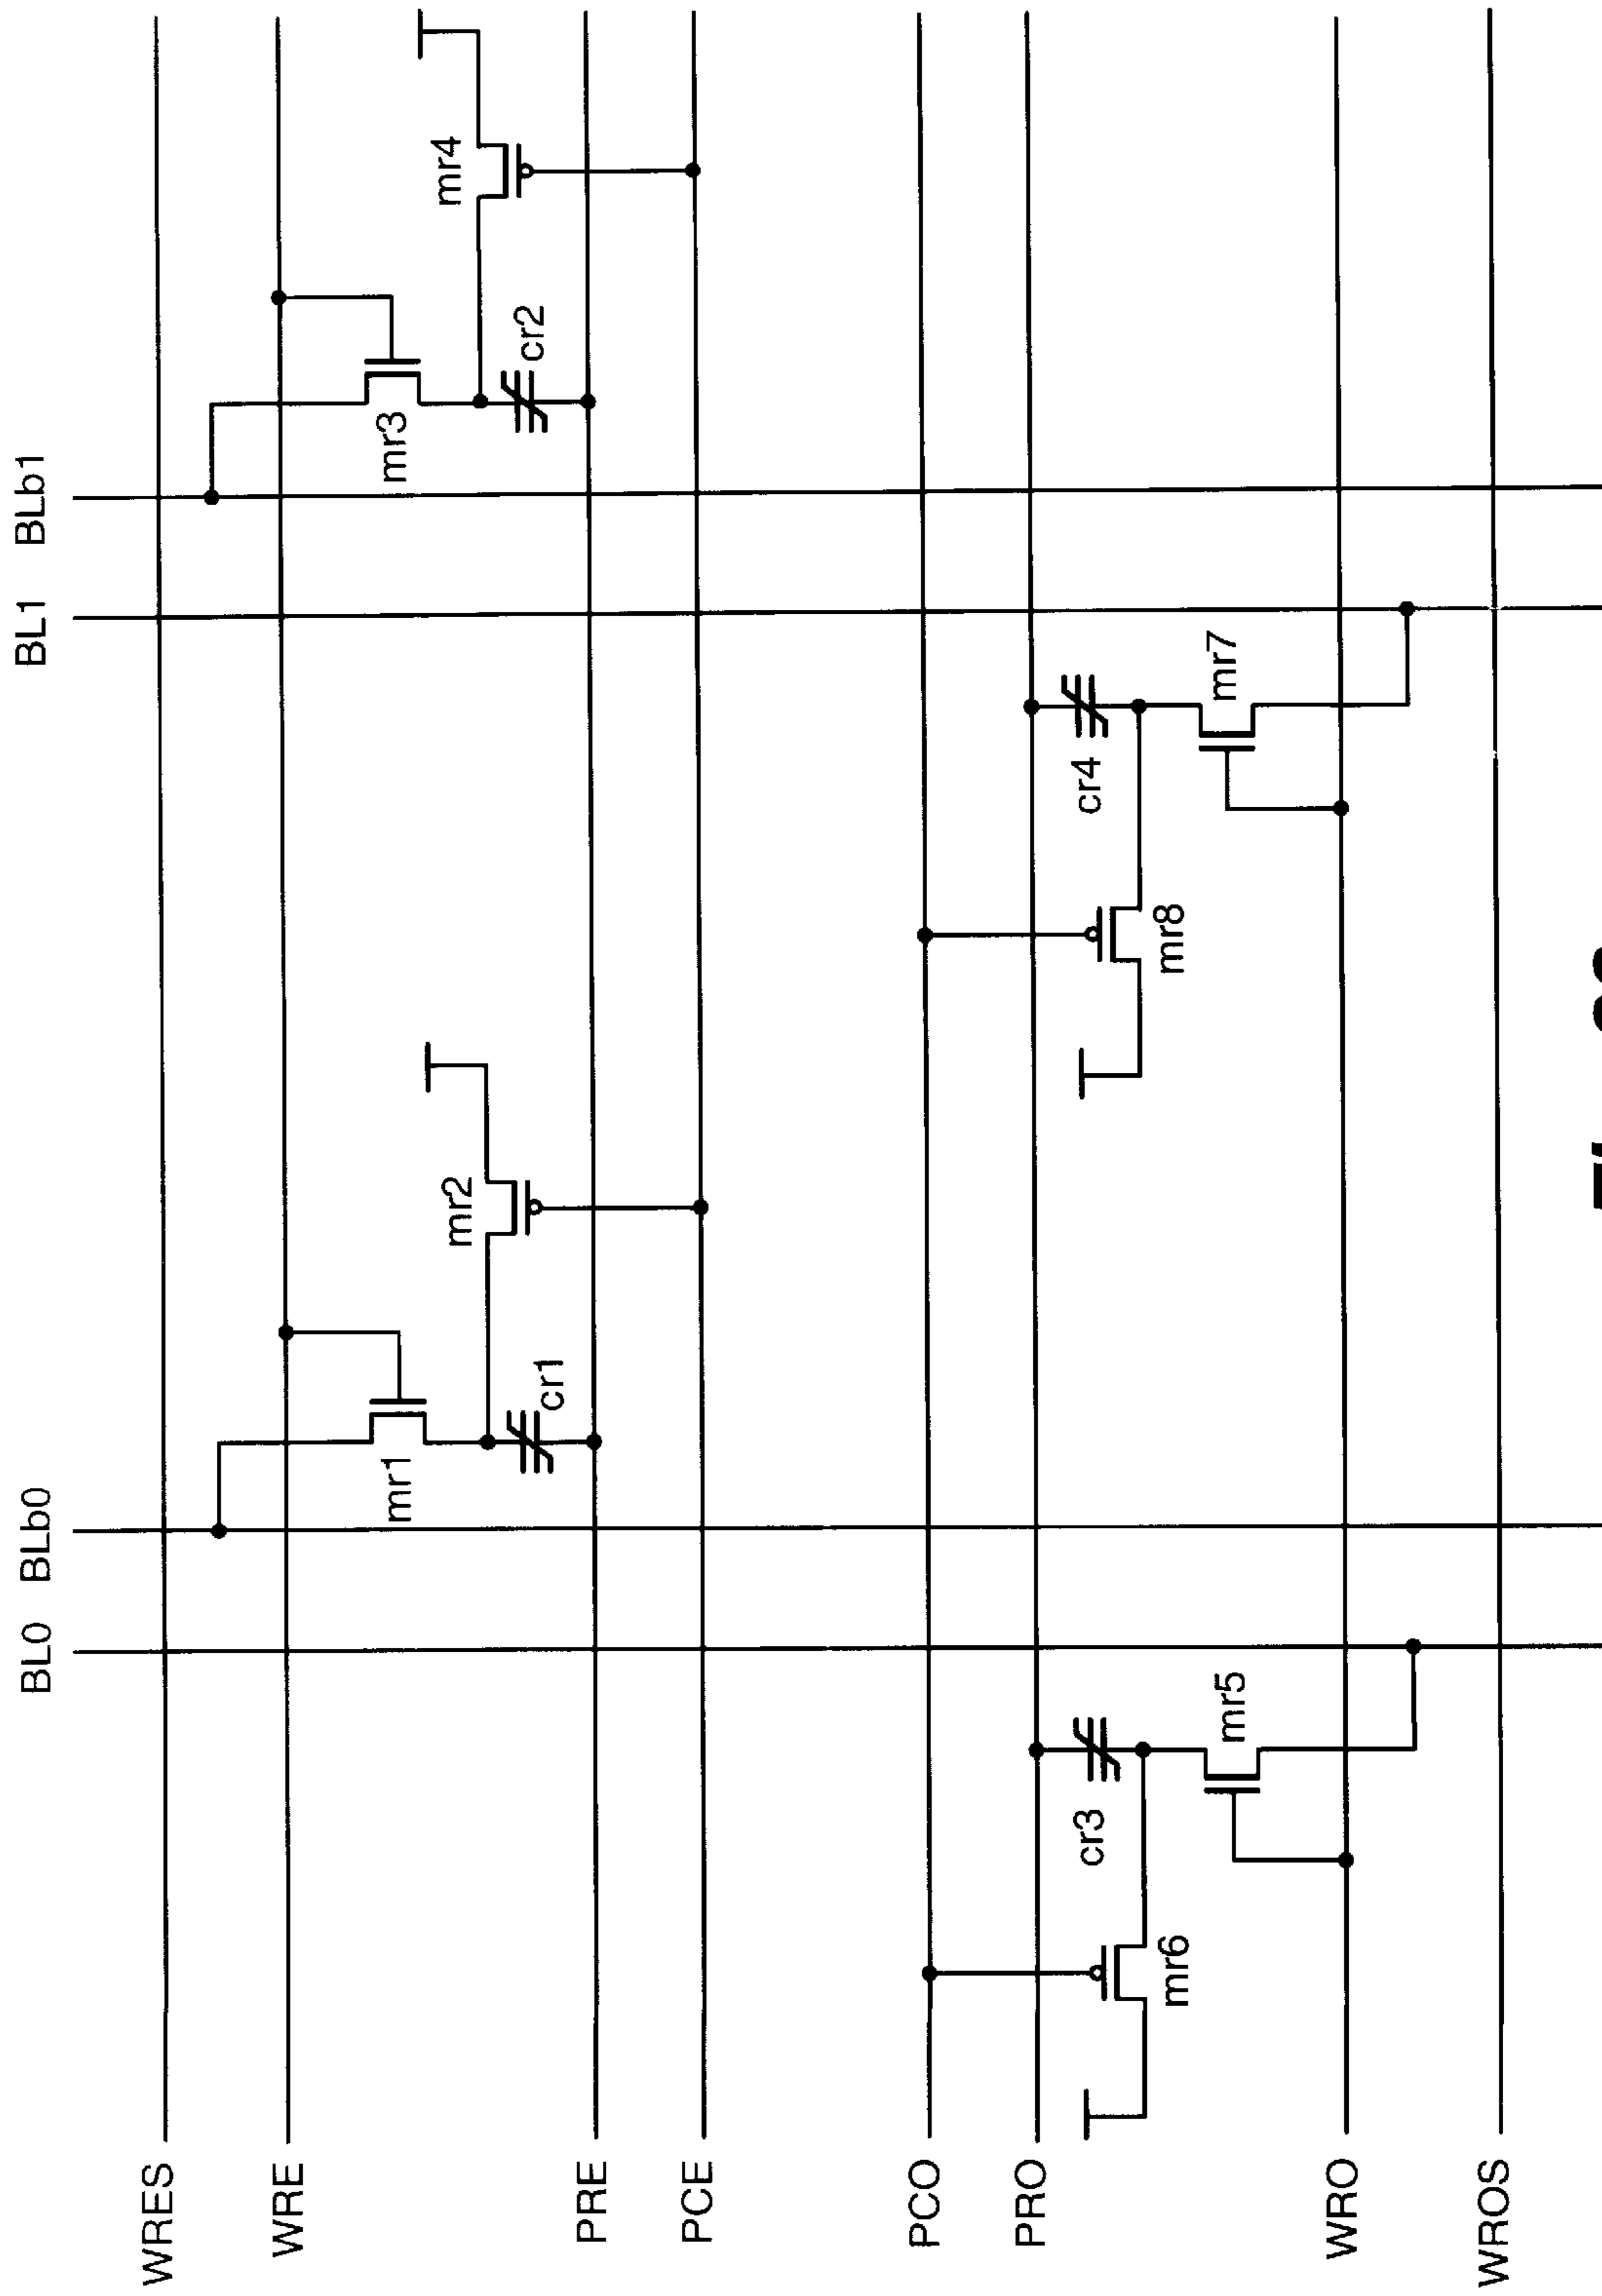 BL0 BLb0 BL1 BLb1
WRES
WRE
mr1
mr3
mr2
mr4
cr1
cr2
PRE
PCE
PCO
PRO
cr3
cr4
mr6
mr8
mr5
mr7
WRO
WROS